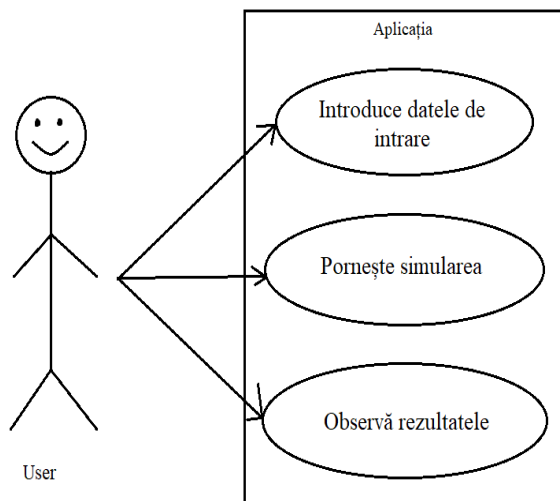 Aplicația
Introduce datele de
intrare
Pornește simularea
Observă rezultatele
User